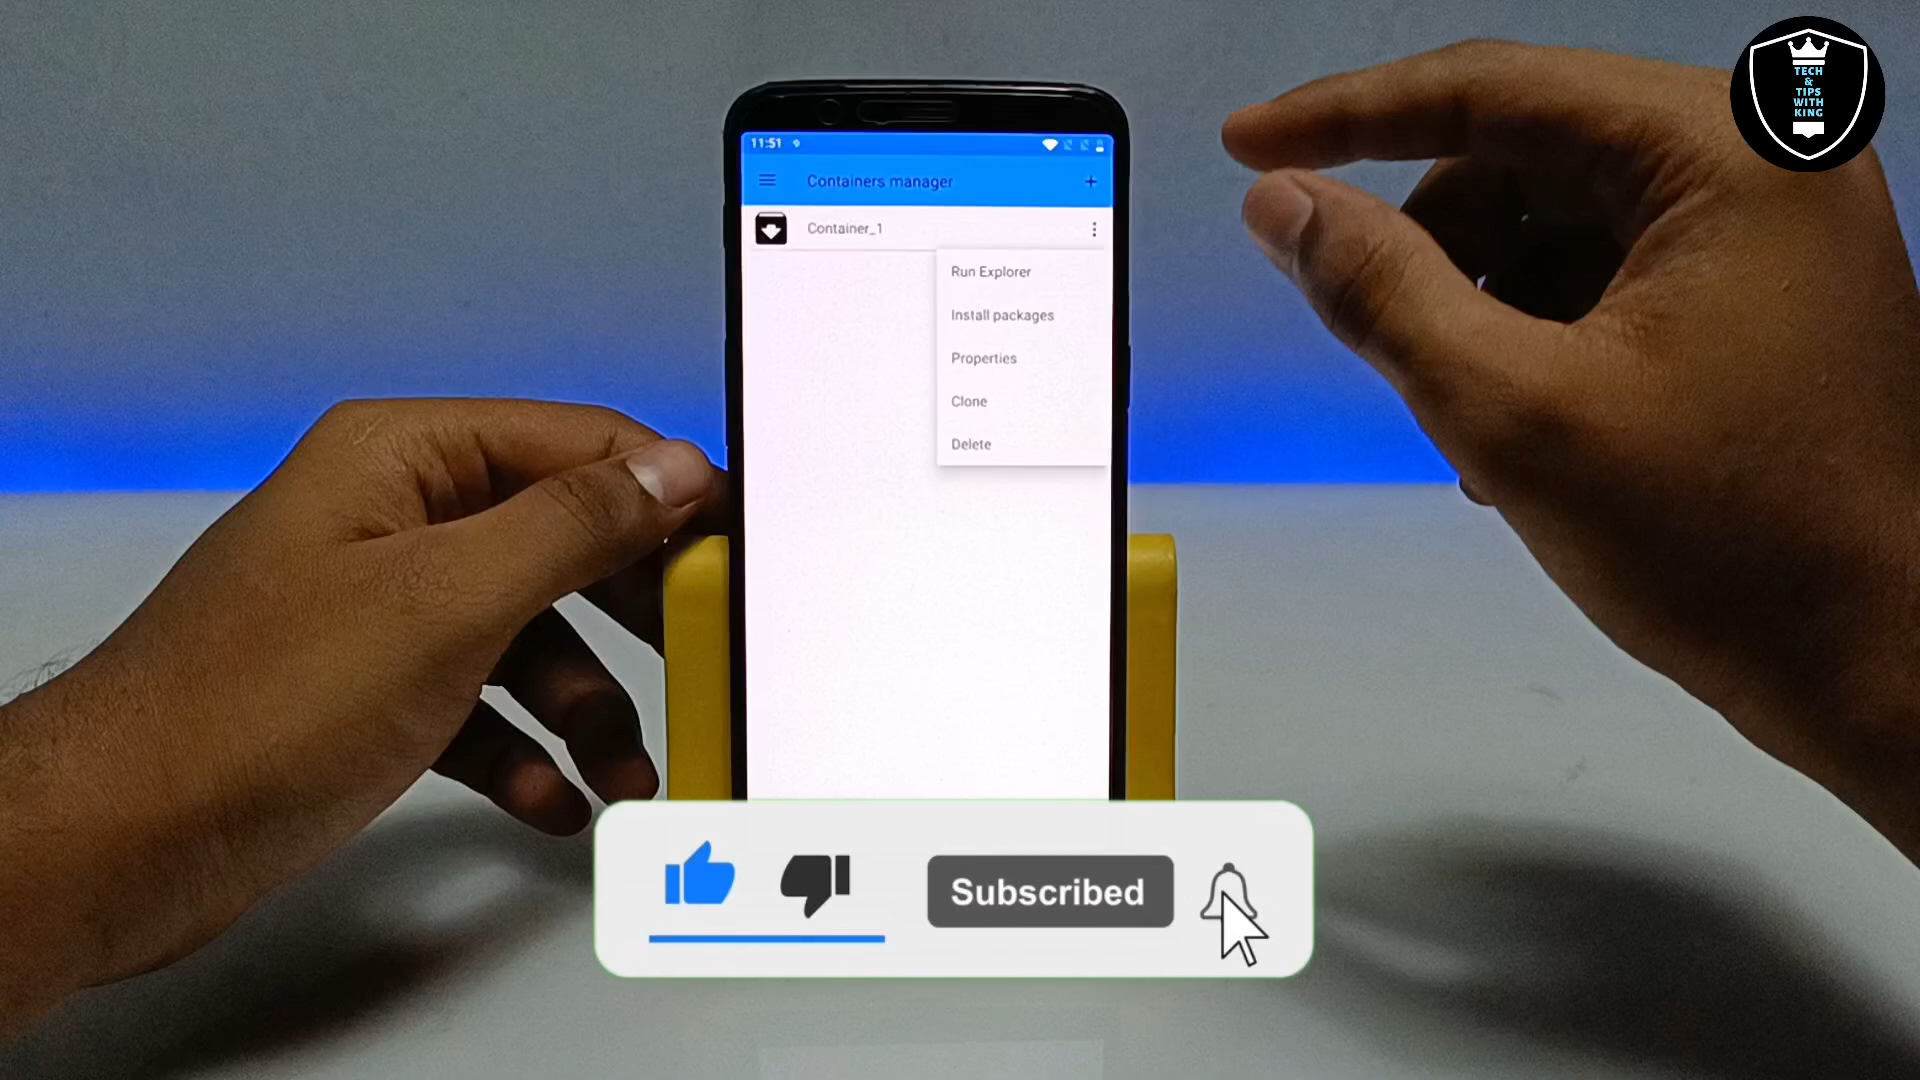 TECH
&
TIPS
WITH
KING
11:51
Containers manager
Container_1
Run Explorer
Install packages
Properties
Clone
Delete
Subscribed